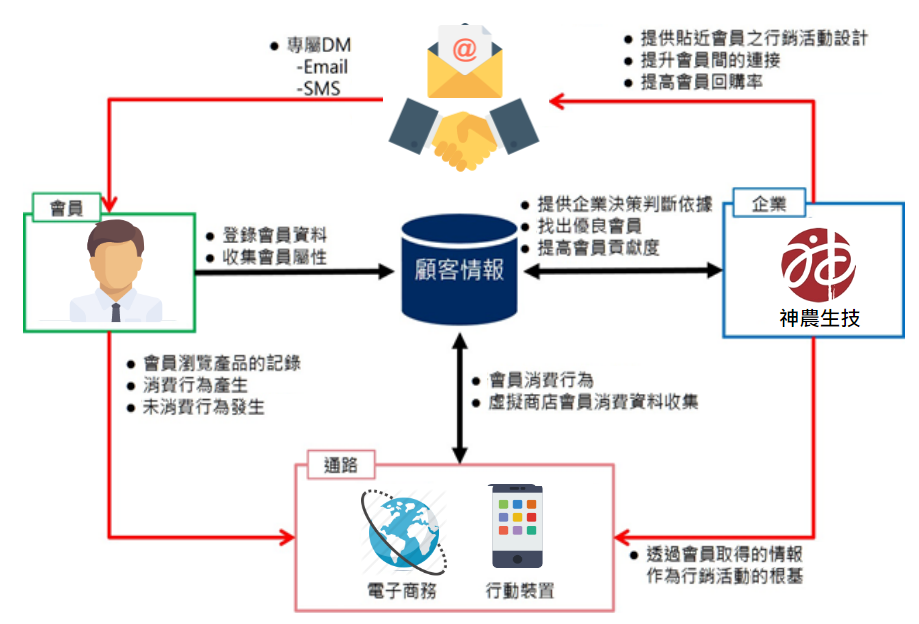 ● 專屬DM
-Email
-SMS
@
● 提供貼近會員之行銷活動設計
● 提升會員間的連接
● 提高會員回購率
會員
● 登錄會員資料
● 收集會員屬性
顧客情報
● 提供企業決策判斷依據
● 找出優良會員
● 提高會員貢獻度
企業
神農生技
● 會員瀏覽產品的記錄
● 消費行為產生
● 未消費行為發生
● 會員消費行為
● 虛擬商店會員消費資料收集
通路
電子商務
行動裝置
● 透過會員取得的情報
作為行銷活動的根基